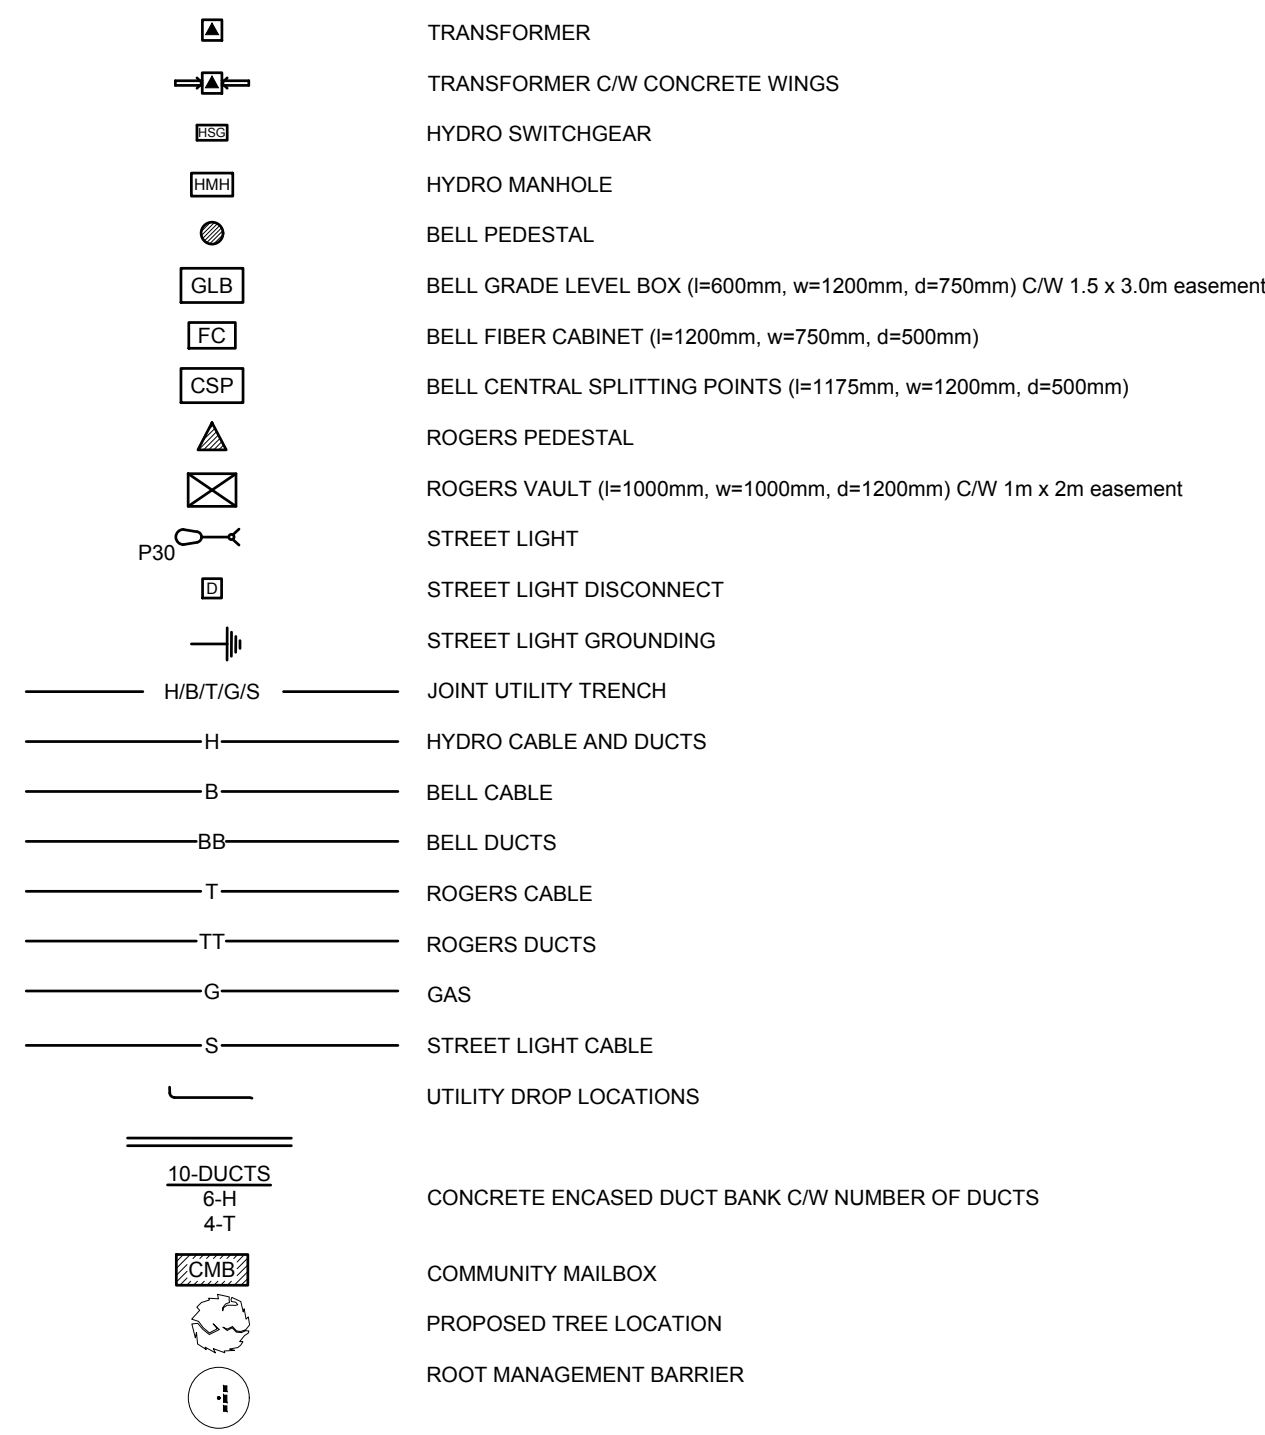 TRANSFORMER
TRANSFORMER C/W CONCRETE WINGS
HSG HYDRO SWITCHGEAR
HMH HYDRO MANHOLE
BELL PEDESTAL
GLB BELL GRADE LEVEL BOX (l=600mm, w=1200mm, d=750mm) C/W 1.5 x 3.0m easement
FC BELL FIBER CABINET (l=1200mm, w=750mm, d=500mm)
CSP BELL CENTRAL SPLITTING POINTS (l=1175mm, w=1200mm, d=500mm)
ROGERS PEDESTAL
ROGERS VAULT (l=1000mm, w=1000mm, d=1200mm) C/W 1m x 2m easement
P30 STREET LIGHT
D STREET LIGHT DISCONNECT
STREET LIGHT GROUNDING
H/B/T/G/S JOINT UTILITY TRENCH
H HYDRO CABLE AND DUCTS
B BELL CABLE
BB BELL DUCTS
T ROGERS CABLE
TT ROGERS DUCTS
G GAS
S STREET LIGHT CABLE
UTILITY DROP LOCATIONS
10-DUCTS
6-H CONCRETE ENCASED DUCT BANK C/W NUMBER OF DUCTS
4-T
CMB COMMUNITY MAILBOX
PROPOSED TREE LOCATION
ROOT MANAGEMENT BARRIER